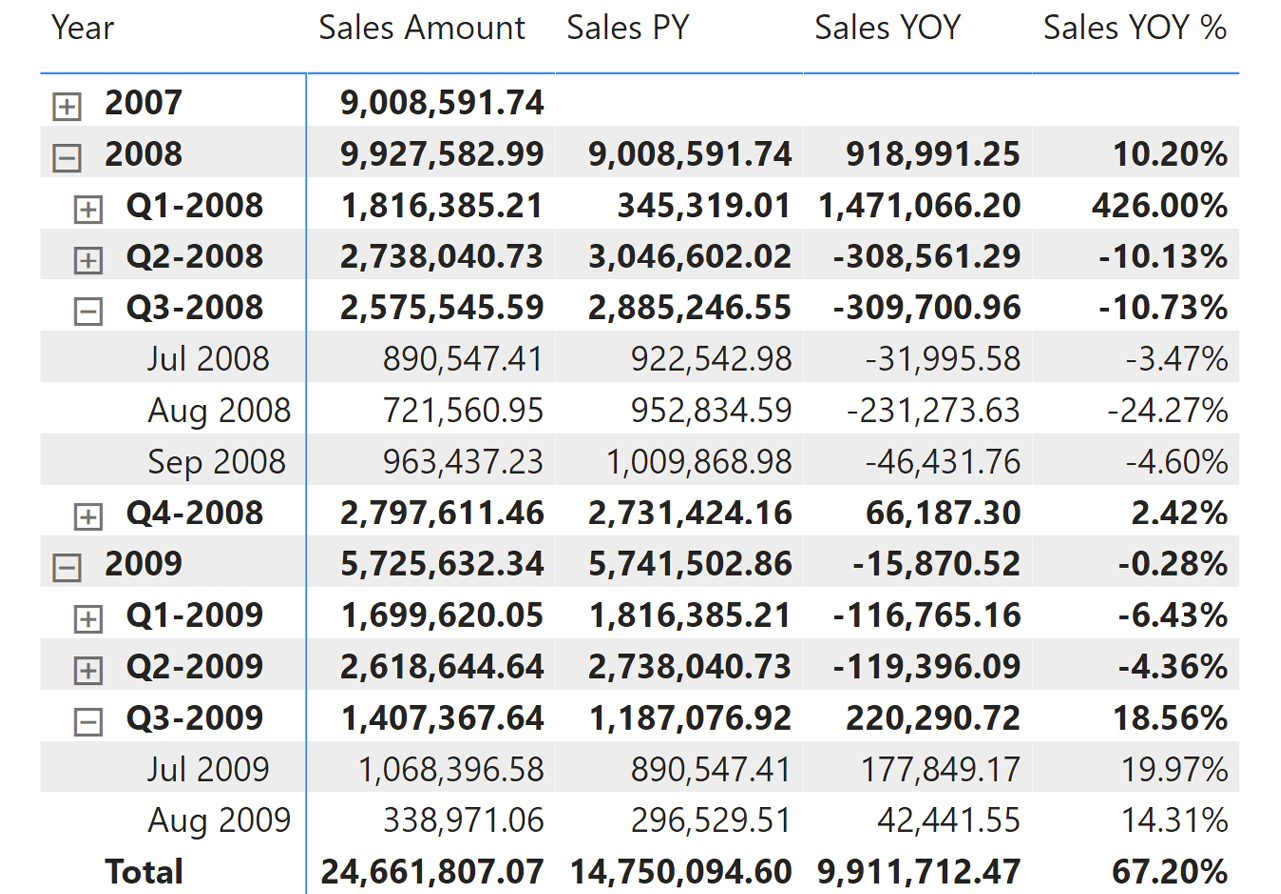 Year Sales Amount Sales PY Sales YOY Sales YOY %
2007 9,008,591.74
2008 9,927,582.99 9,008,591.74 918,991.25 10.20%
Q1-2008 1,816,385.21 345,319.01 1,471,066.20 426.00%
Q2-2008 2,738,040.73 3,046,602.02 -308,561.29 -10.13%
Q3-2008 2,575,545.59 2,885,246.55 -309,700.96 -10.73%
Jul 2008 890,547.41 922,542.98 -31,995.58 -3.47%
Aug 2008 721,560.95 952,834.59 -231,273.63 -24.27%
Sep 2008 963,437.23 1,009,868.98 -46,431.76 -4.60%
Q4-2008 2,797,611.46 2,731,424.16 66,187.30 2.42%
2009 5,725,632.34 5,741,502.86 -15,870.52 -0.28%
Q1-2009 1,699,620.05 1,816,385.21 -116,765.16 -6.43%
Q2-2009 2,618,644.64 2,738,040.73 -119,396.09 -4.36%
Q3-2009 1,407,367.64 1,187,076.92 220,290.72 18.56%
Jul 2009 1,068,396.58 890,547.41 177,849.17 19.97%
Aug 2009 338,971.06 296,529.51 42,441.55 14.31%
Total 24,661,807.07 14,750,094.60 9,911,712.47 67.20%